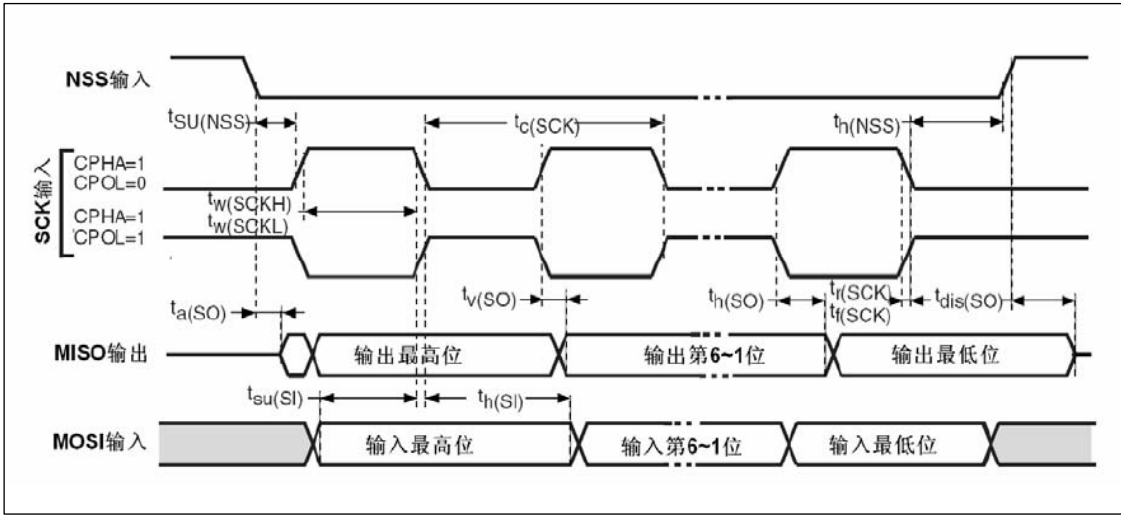 NSS输入
tSU(NSS)
tc(SCK)
th(NSS)
SCK输入
CPHA=1
CPOL=0
tw(SCKH)
tw(SCKL)
CPHA=1
CPOL=1
ta(SO)
tv(SO)
th(SO)
tr(SCK)
tf(SCK)
tdis(SO)
MISO输出
输出最高位
输出第6~1位
输出最低位
tsu(SI)
th(SI)
MOSI输入
输入最高位
输入第6~1位
输入最低位